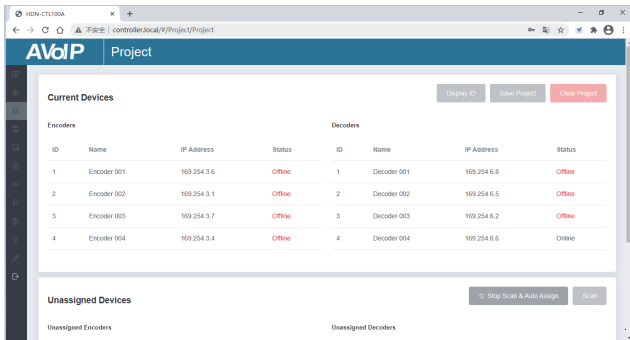 HDN-CTL100A
不安全 | controller.local/#/Project/Project
AVoIP Project
Current Devices
Display ID Save Project Clear Project
Encoders Decoders
ID Name IP Address Status ID Name IP Address Status
1 Encoder 001 169.254.3.6 Offline 1 Decoder 001 169.254.6.8 Offline
2 Encoder 002 169.254.3.1 Offline 2 Decoder 002 169.254.6.5 Offline
3 Encoder 003 169.254.3.7 Offline 3 Decoder 003 169.254.6.2 Offline
4 Encoder 004 169.254.3.4 Offline 4 Decoder 004 169.254.6.6 Online
Unassigned Devices
Stop Scan & Auto Assign Scan
Unassigned Encoders Unassigned Decoders